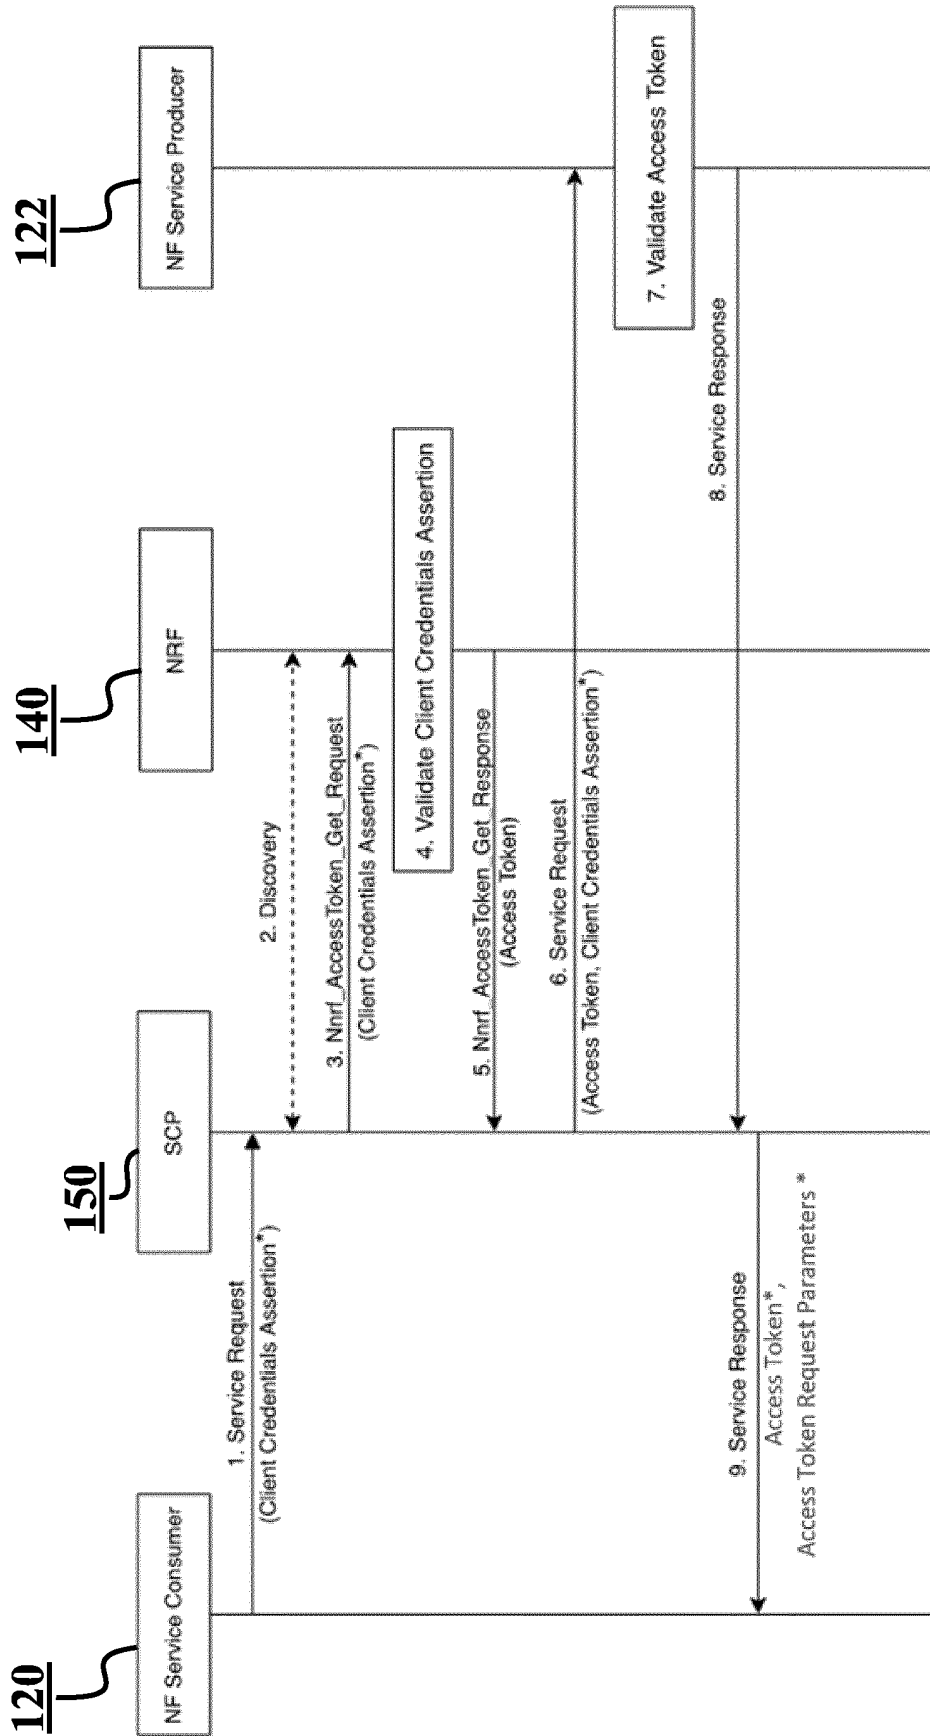 120
150
140
122
NF Service Consumer
SCP
NRF
NF Service Producer
1. Service Request
(Client Credentials Assertion*)
2. Discovery
3. Nnrf_AccessToken_Get_Request
(Client Credentials Assertion*)
4. Validate Client Credentials Assertion
5. Nnrf_AccessToken_Get_Response
(Access Token)
6. Service Request
(Access Token, Client Credentials Assertion*)
7. Validate Access Token
8. Service Response
9. Service Response
Access Token*,
Access Token Request Parameters *